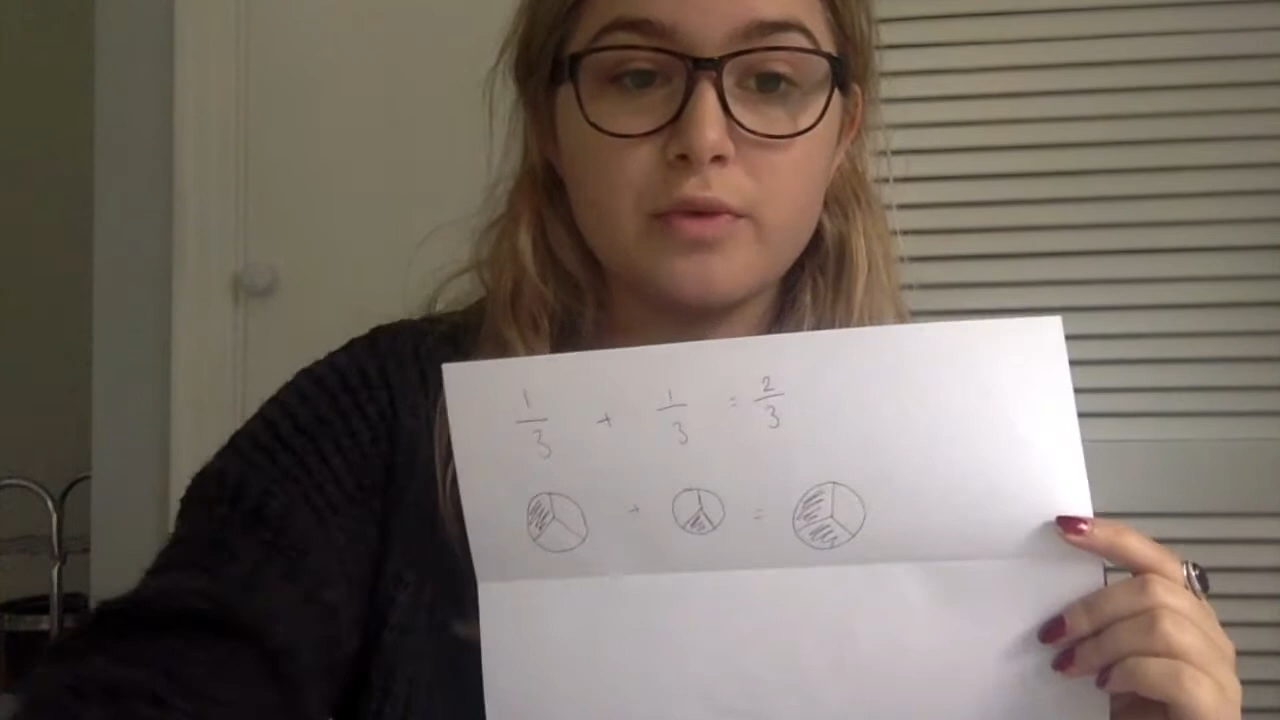 1/3 + 1/3 = 2/3
+ =